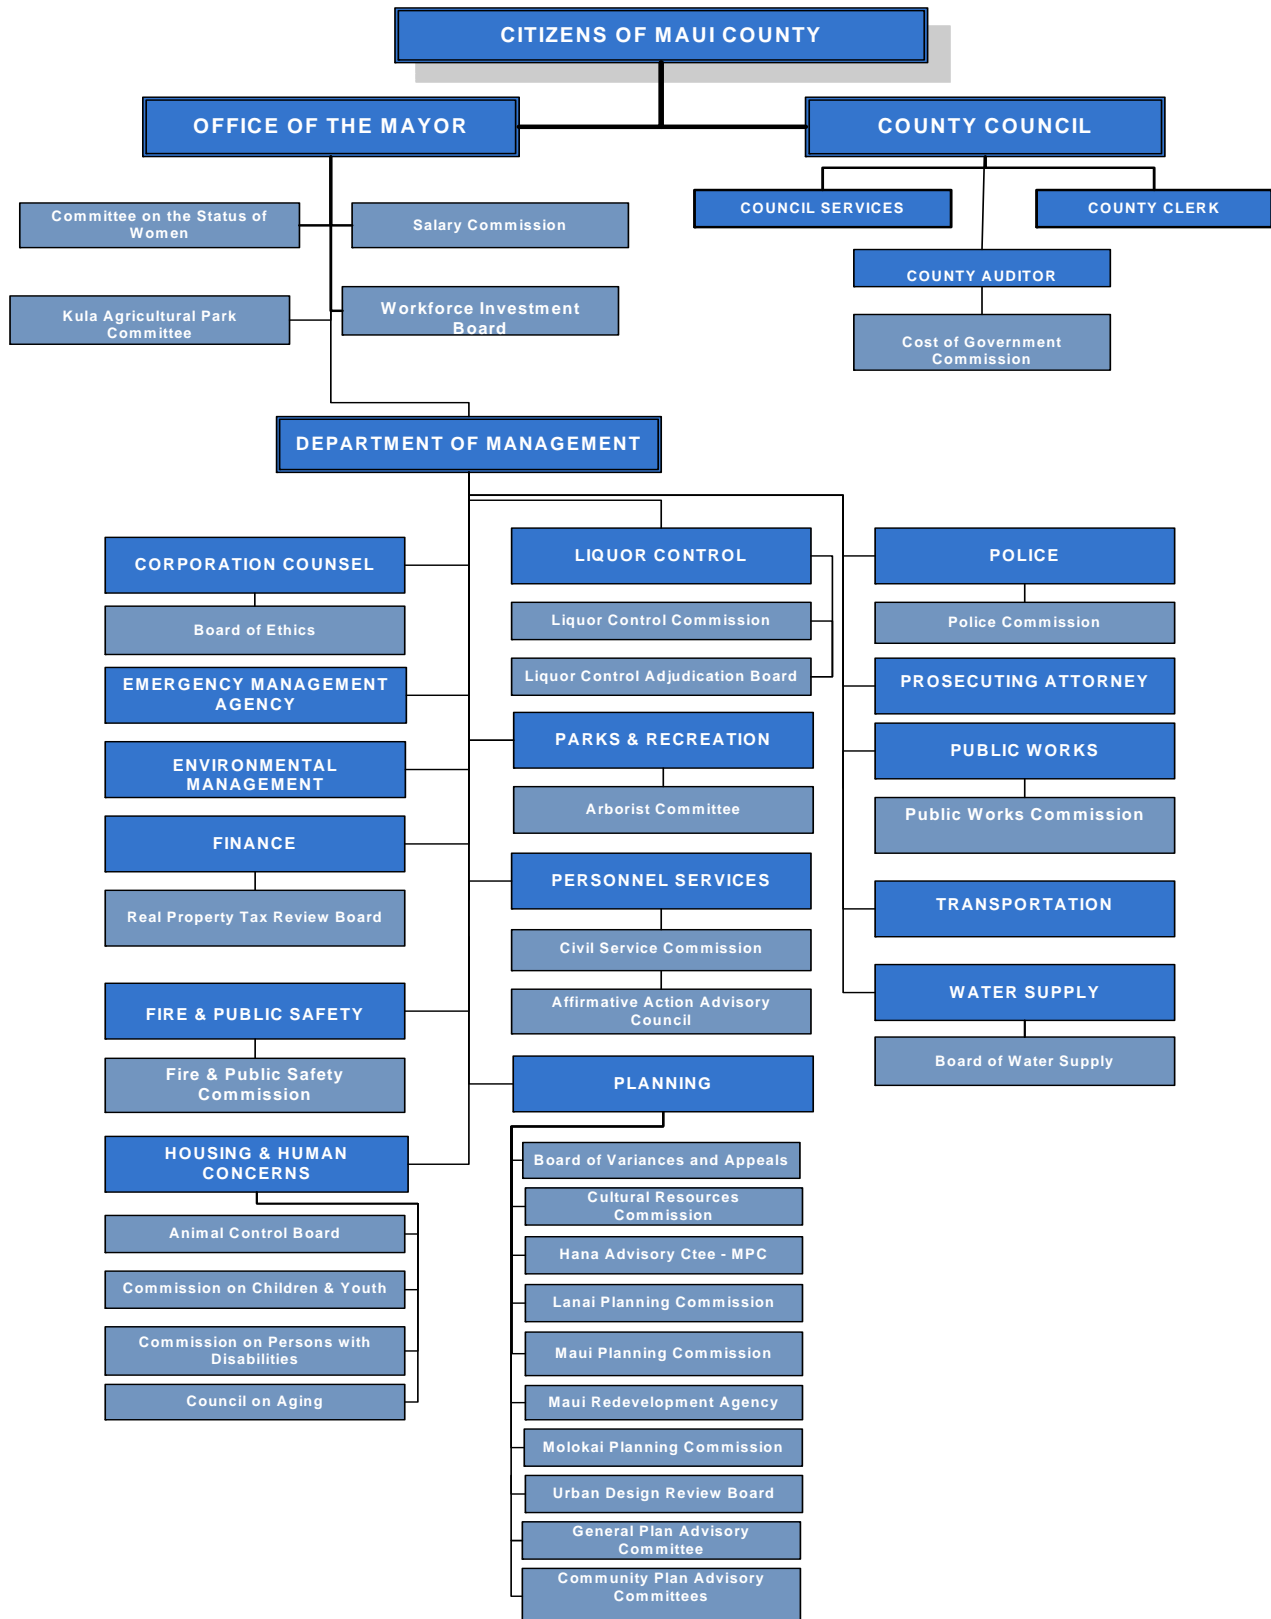 CITIZENS OF MAUI COUNTY
OFFICE OF THE MAYOR
COUNTY COUNCIL
Committee on the Status of
Women
Salary Commission
COUNCIL SERVICES
COUNTY CLERK
COUNTY AUDITOR
Kula Agricultural Park
Committee
Workforce Investment
Board
Cost of Government
Commission
DEPARTMENT OF MANAGEMENT
CORPORATION COUNSEL
Board of Ethics
EMERGENCY MANAGEMENT
AGENCY
ENVIRONMENTAL
MANAGEMENT
FINANCE
Real Property Tax Review Board
FIRE & PUBLIC SAFETY
Fire & Public Safety
Commission
HOUSING & HUMAN
CONCERNS
Animal Control Board
Commission on Children & Youth
Commission on Persons with
Disabilities
Council on Aging
LIQUOR CONTROL
Liquor Control Commission
Liquor Control Adjudication Board
PARKS & RECREATION
Arborist Committee
PERSONNEL SERVICES
Civil Service Commission
Affirmative Action Advisory
Council
PLANNING
Board of Variances and Appeals
Cultural Resources
Commission
Hana Advisory Ctee - MPC
Lanai Planning Commission
Maui Planning Commission
Maui Redevelopment Agency
Molokai Planning Commission
Urban Design Review Board
General Plan Advisory
Committee
Community Plan Advisory
Committees
POLICE
Police Commission
PROSECUTING ATTORNEY
PUBLIC WORKS
Public Works Commission
TRANSPORTATION
WATER SUPPLY
Board of Water Supply